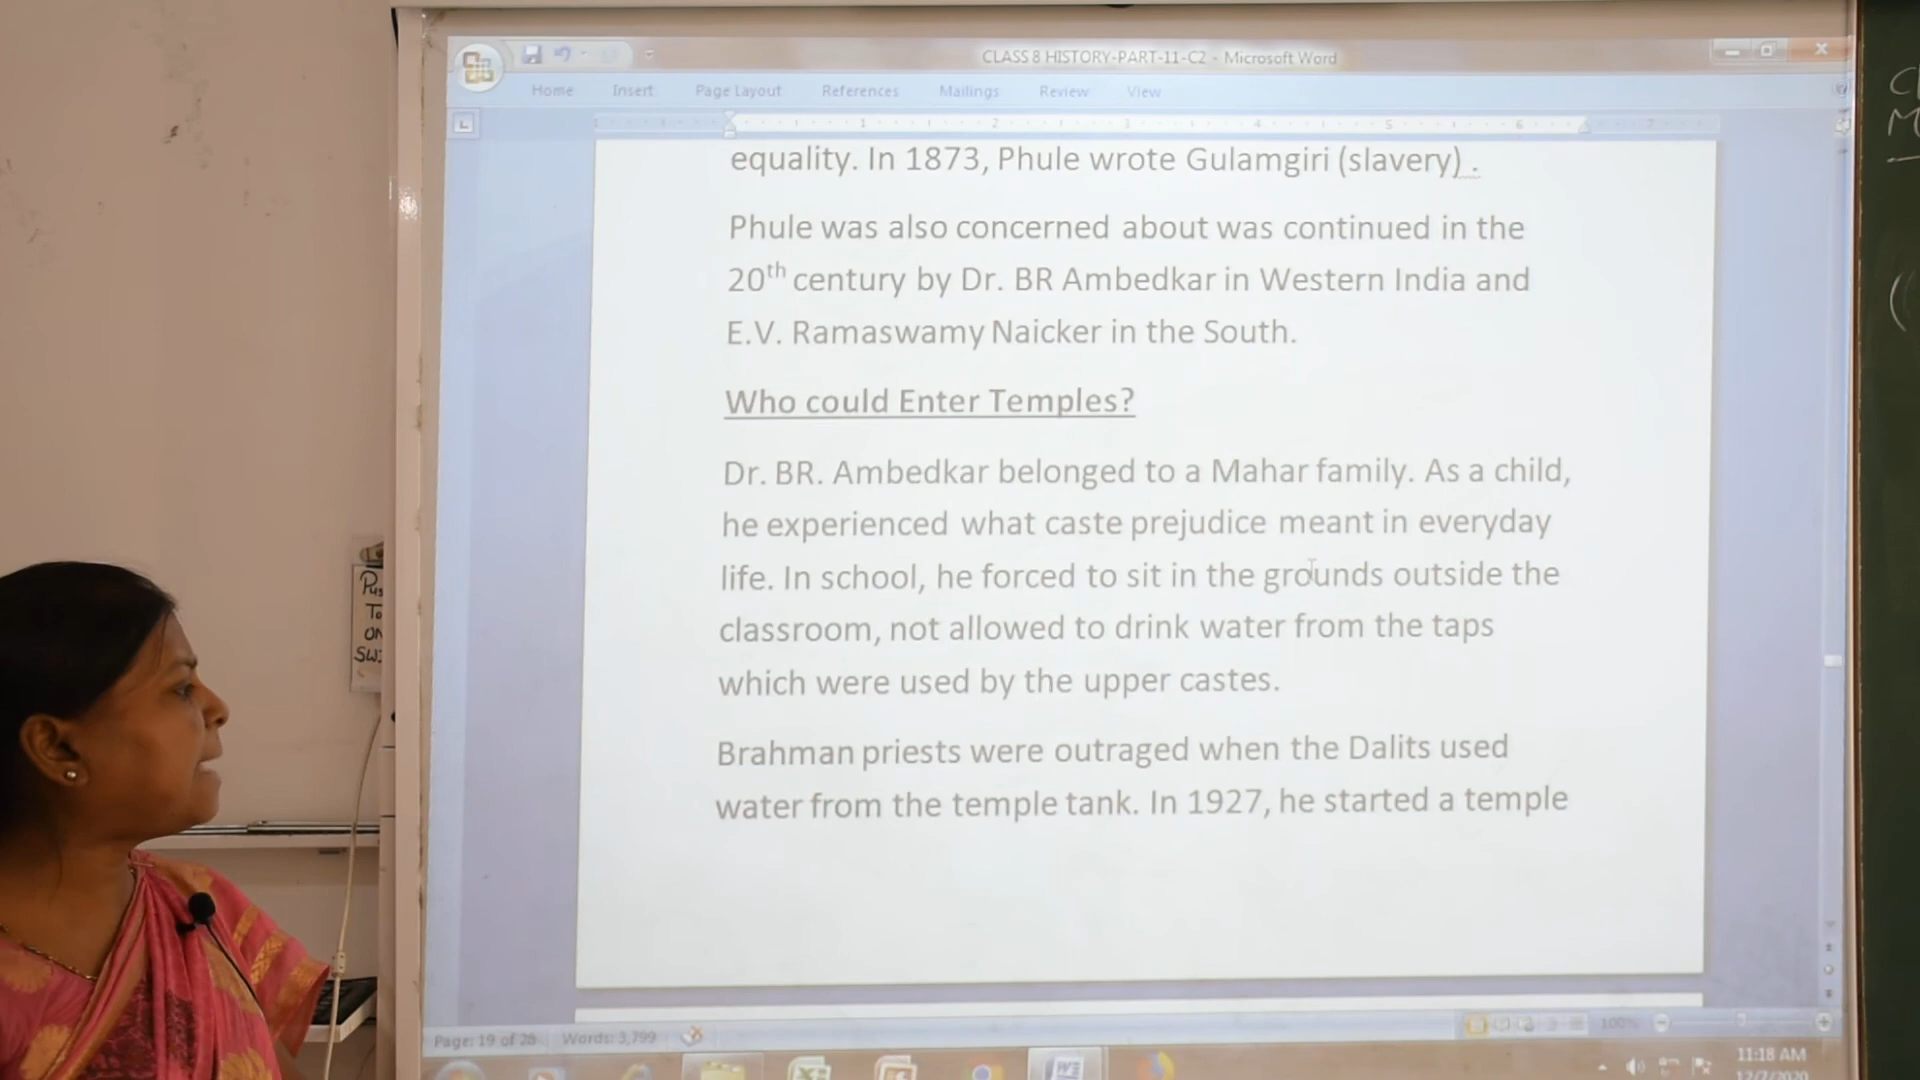 CLASS 8 HISTORY-PART-11-C2 - Microsoft Word
Home Insert Page Layout References Mailings Review View
equality. In 1873, Phule wrote Gulamgiri (slavery) .
Phule was also concerned about was continued in the
20th century by Dr. BR Ambedkar in Western India and
E.V. Ramaswamy Naicker in the South.
Who could Enter Temples?
Dr. BR. Ambedkar belonged to a Mahar family. As a child,
he experienced what caste prejudice meant in everyday
life. In school, he forced to sit in the grounds outside the
classroom, not allowed to drink water from the taps
which were used by the upper castes.
Brahman priests were outraged when the Dalits used
water from the temple tank. In 1927, he started a temple
Page: 19 of 28 Words: 3,799
100%
11:18 AM
12/7/2020
ON